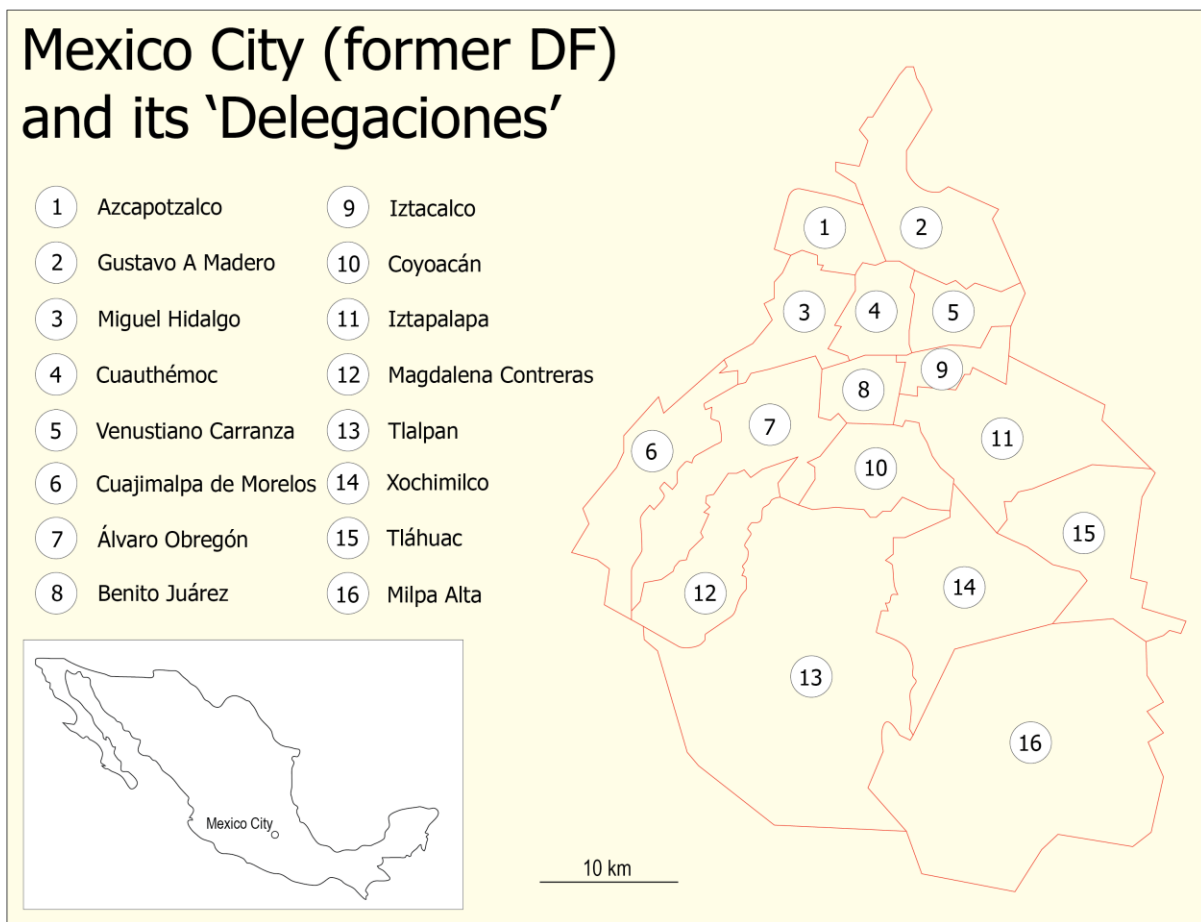 Mexico City (former DF)
and its ‘Delegaciones’
1 Azcapotzalco
2 Gustavo A Madero
3 Miguel Hidalgo
4 Cuauthémoc
5 Venustiano Carranza
6 Cuajimalpa de Morelos
7 Álvaro Obregón
8 Benito Juárez
9 Iztacalco
10 Coyoacán
11 Iztapalapa
12 Magdalena Contreras
13 Tlalpan
14 Xochimilco
15 Tláhuac
16 Milpa Alta
1
2
3
4
5
9
8
7
6
11
10
15
12
14
13
16
Mexico City
10 km